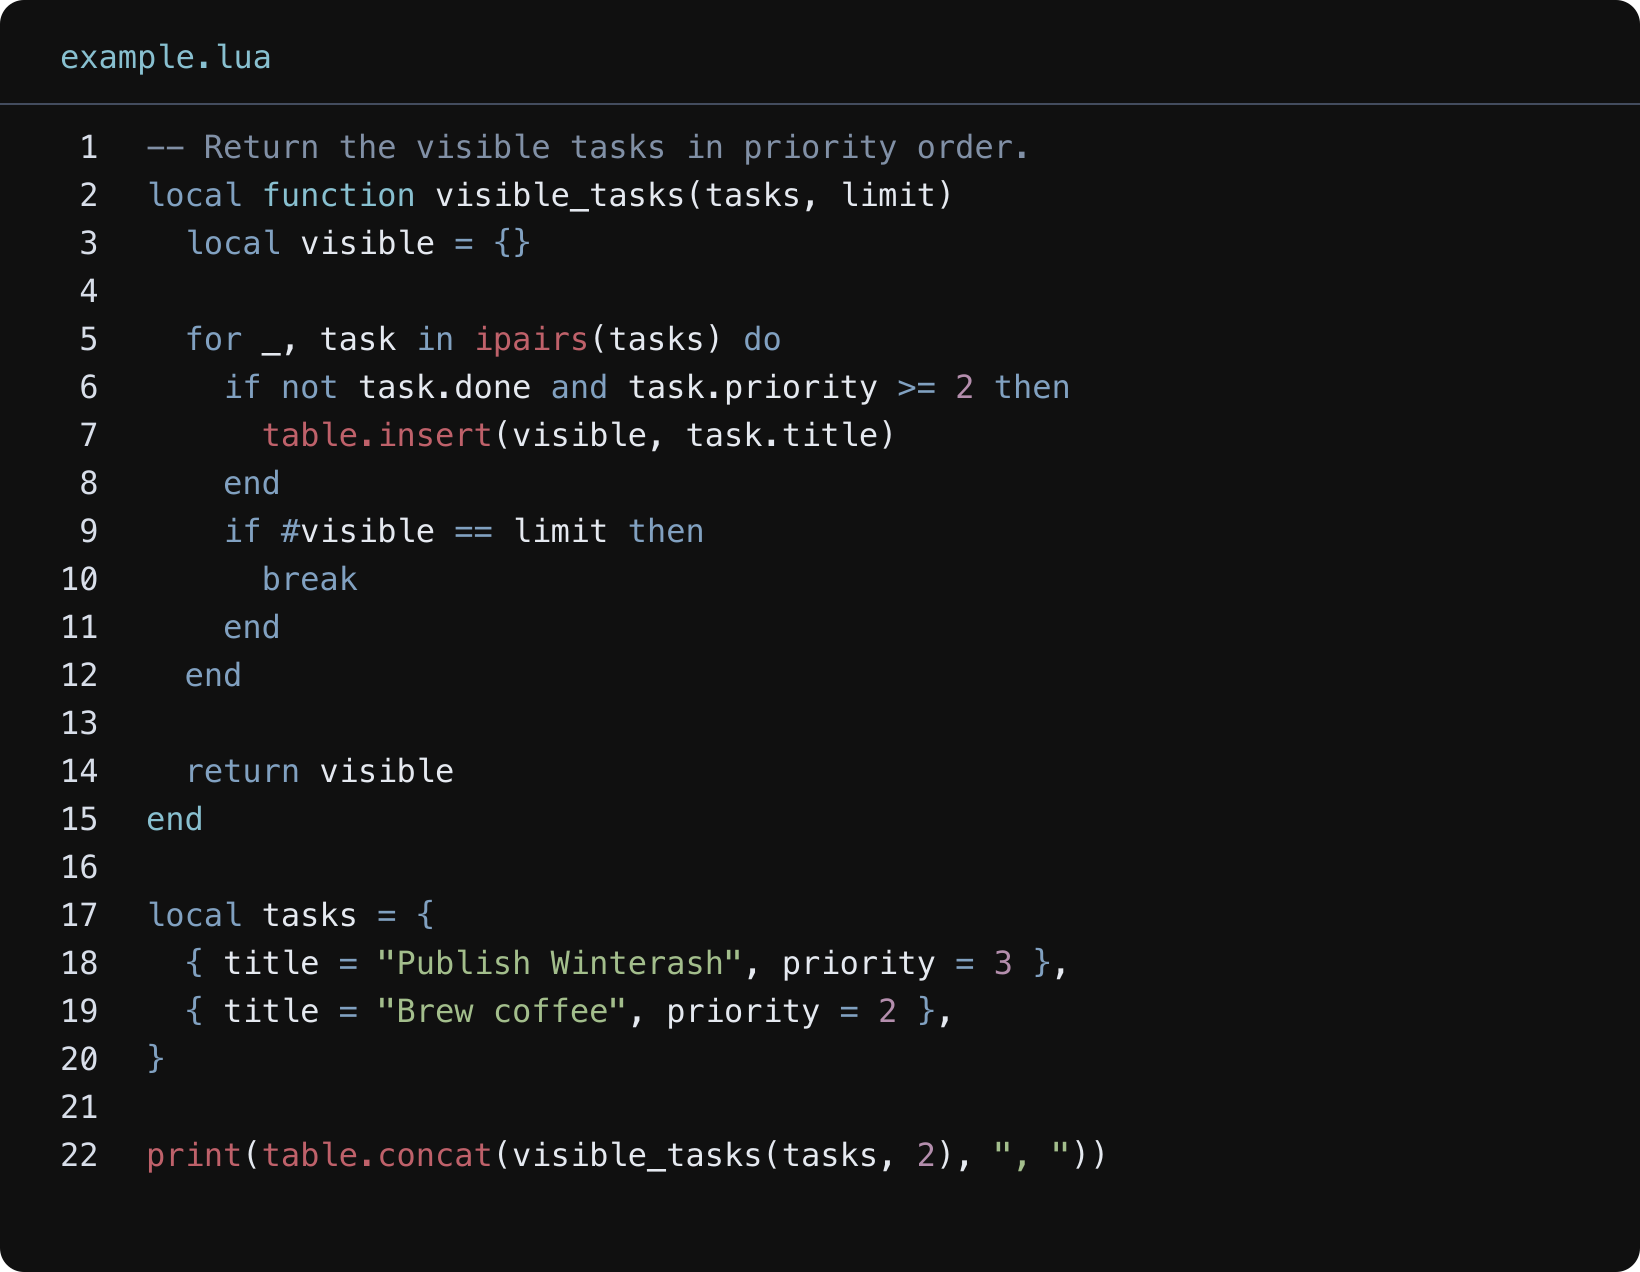 example.lua
1 -- Return the visible tasks in priority order.
2 local function visible_tasks(tasks, limit)
3   local visible = {}
4
5   for _, task in ipairs(tasks) do
6     if not task.done and task.priority >= 2 then
7       table.insert(visible, task.title)
8     end
9     if #visible == limit then
10       break
11     end
12   end
13
14   return visible
15 end
16
17 local tasks = {
18   { title = "Publish Winterash", priority = 3 },
19   { title = "Brew coffee", priority = 2 },
20 }
21
22 print(table.concat(visible_tasks(tasks, 2), ", "))